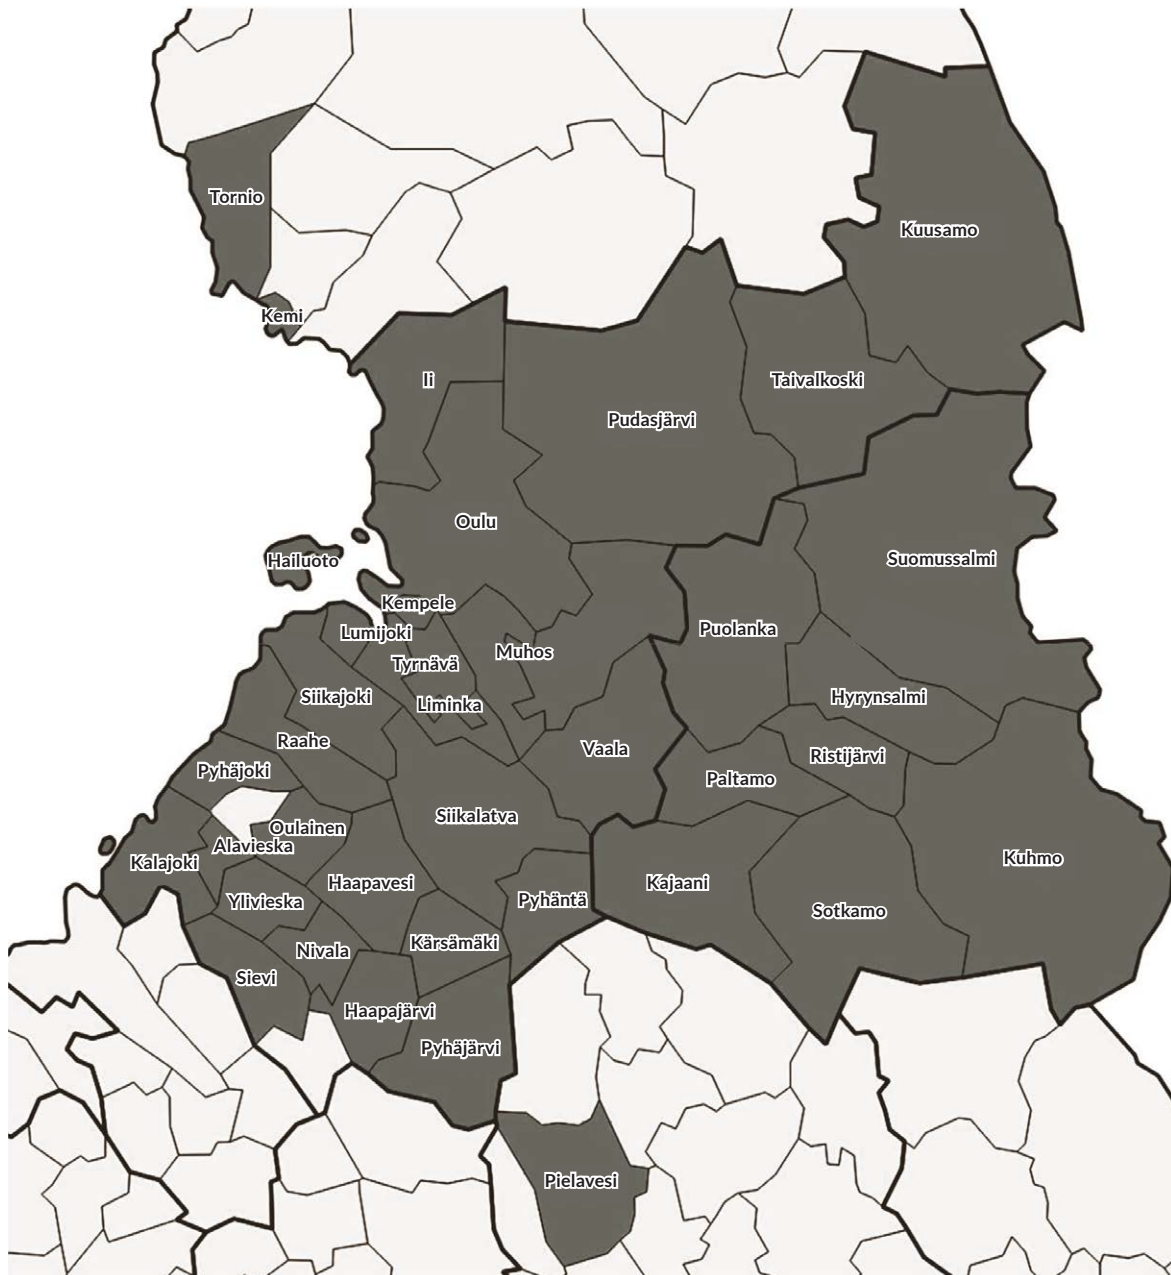 Tornio
Kuusamo
Kemi
Ii
Taivalkoski
Pudasjärvi
Oulu
Hailuoto
Suomussalmi
Kempele
Lumijoki
Puolanka
Muhos
Tyrnävä
Siikajoki
Hyrynsalmi
Liminka
Raahe
Vaala
Ristijärvi
Pyhäjoki
Paltamo
Siikalatva
Oulainen
Alavieska
Kalajoki
Kuhmo
Haapavesi
Kajaani
Ylivieska
Pyhäntä
Sotkamo
Kärsämäki
Nivala
Sievi
Haapajärvi
Pyhäjärvi
Pielavesi